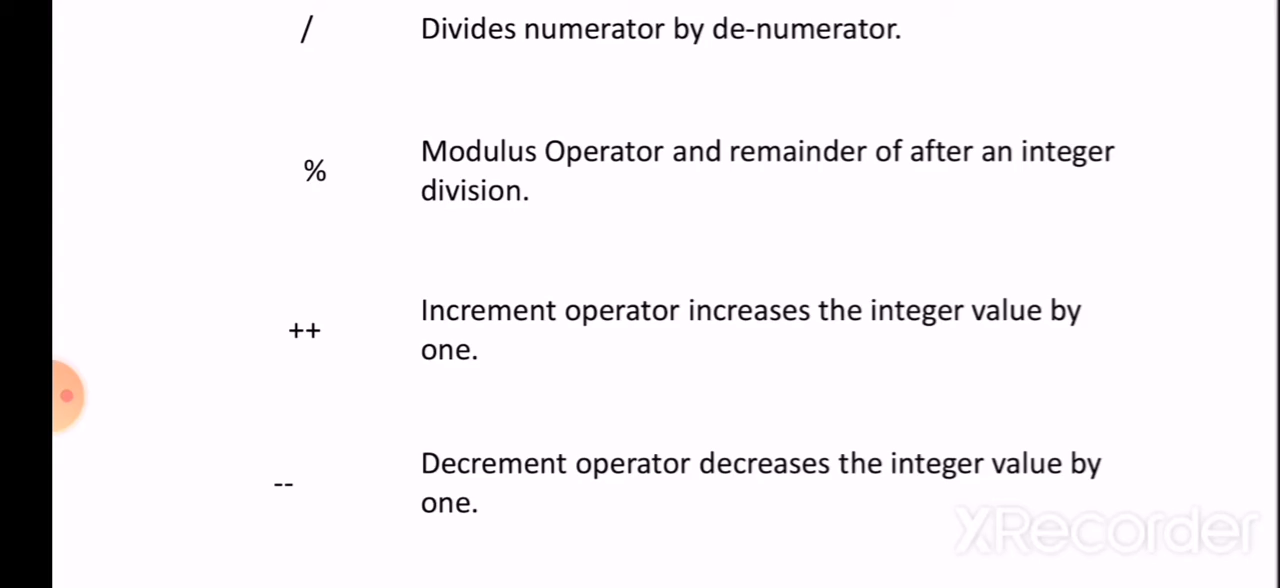 / Divides numerator by de-numerator.
% Modulus Operator and remainder of after an integer
division.
++ Increment operator increases the integer value by
one.
-- Decrement operator decreases the integer value by
one.
XRecorder